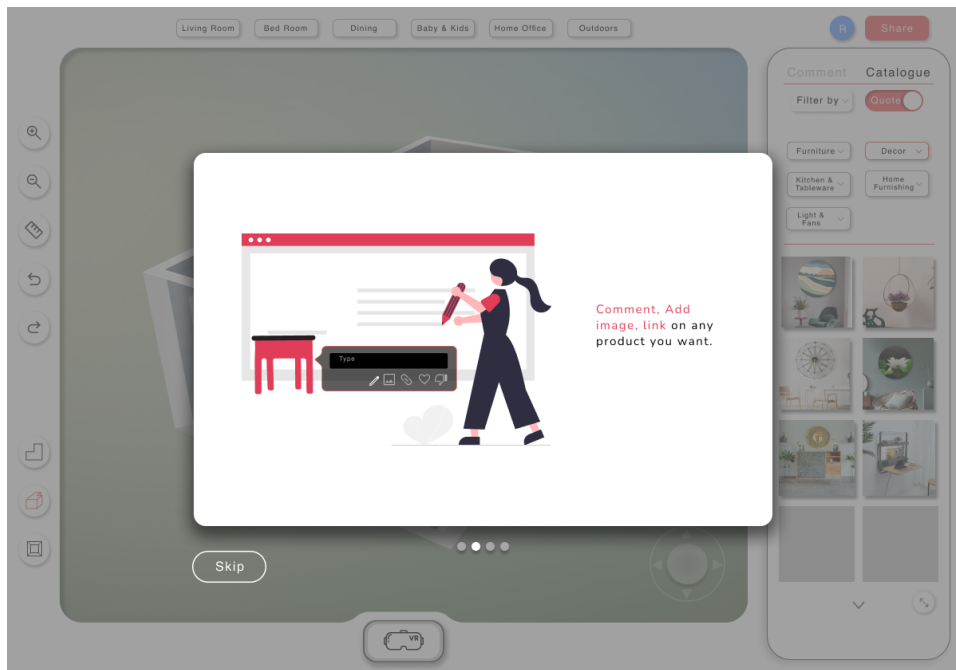 Living Room
Bed Room
Dining
Baby & Kids
Home Office
Outdoors
R
Share
Comment
Catalogue
Filter by
Quote
Furniture
Decor
Kitchen &
Tableware
Home
Furnishing
Light &
Fans
Comment, Add
image, link on any
product you want.
Type
Skip
VR